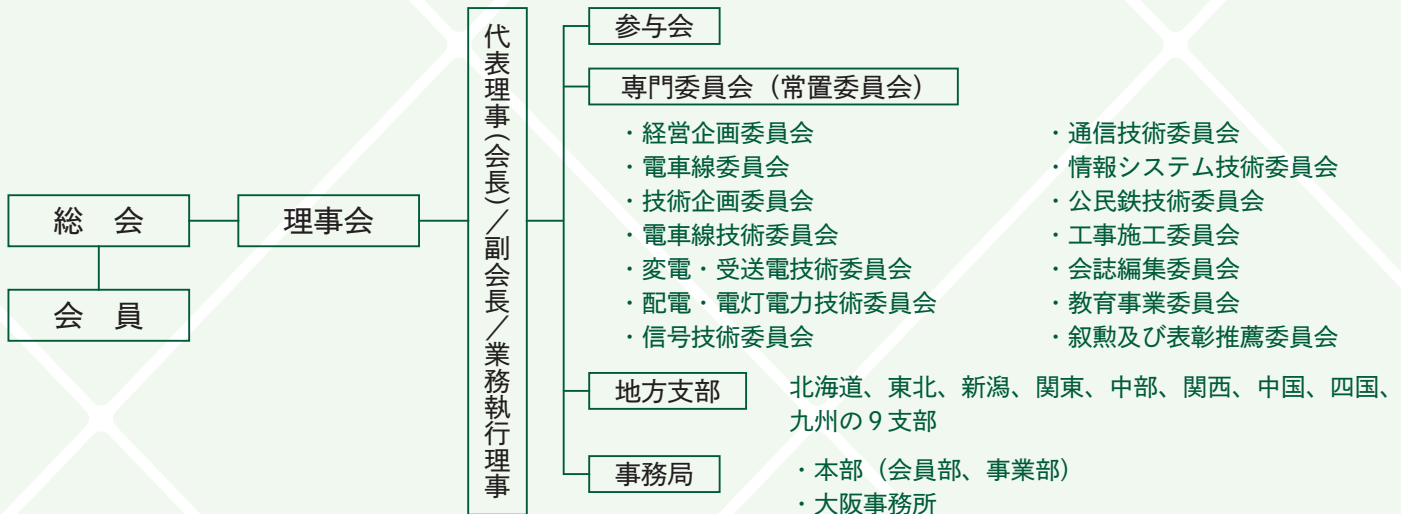 総　会
会　員
理事会
代表理事（会長）／副会長／業務執行理事
参与会
専門委員会（常置委員会）
・経営企画委員会
・電車線委員会
・技術企画委員会
・電車線技術委員会
・変電・受送電技術委員会
・配電・電灯電力技術委員会
・信号技術委員会
・通信技術委員会
・情報システム技術委員会
・公民鉄技術委員会
・工事施工委員会
・会誌編集委員会
・教育事業委員会
・叙勲及び表彰推薦委員会
地方支部
北海道、東北、新潟、関東、中部、関西、中国、四国、
九州の９支部
事務局
・本部（会員部、事業部）
・大阪事務所